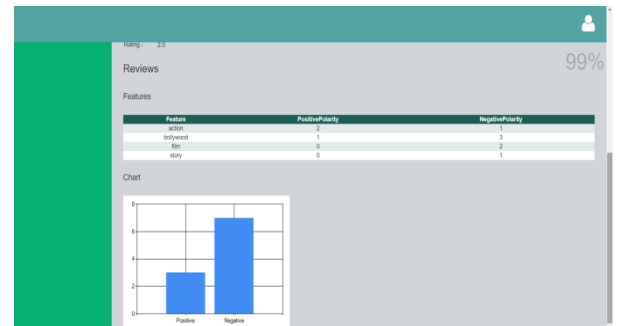 Rating : 2.0
99%
Reviews
Features
Feature PositivePolarity NegativePolarity
action 2 1
bollywood 1 3
film 0 2
story 0 1
Chart
8
6
4
2
0
Positive Negative